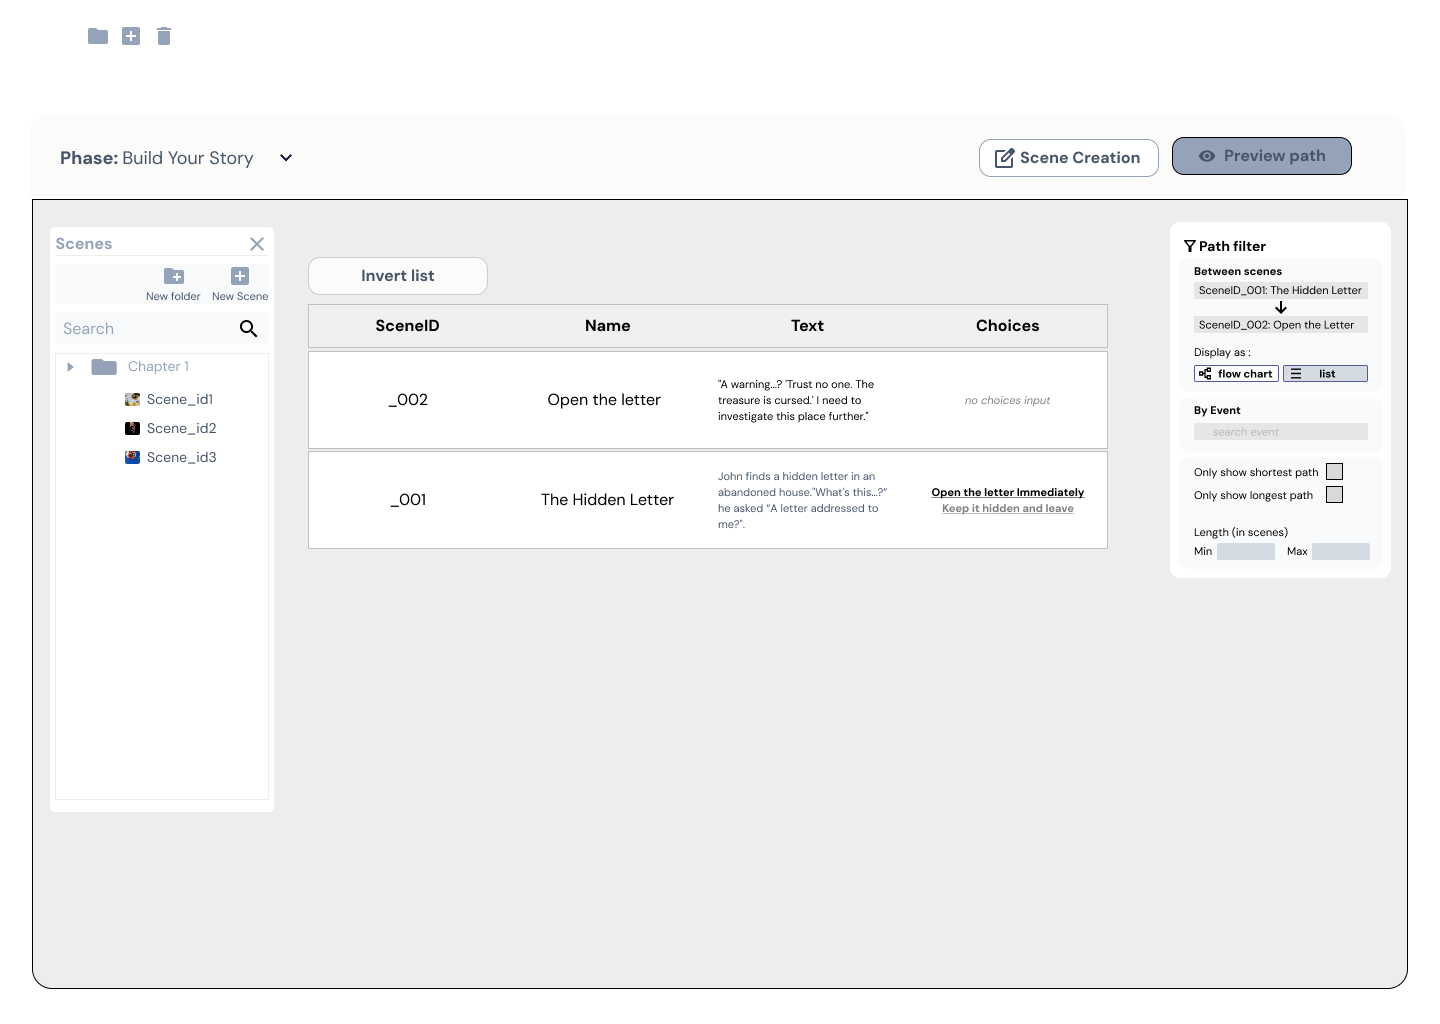 Phase: Build Your Story
Scene Creation
Preview path
Scenes
New folder
New Scene
Search
Chapter 1
Scene_id1
Scene_id2
Scene_id3
Invert list
SceneID
Name
Text
Choices
_002
Open the letter
"A warning...? 'Trust no one. The
treasure is cursed.' I need to
investigate this place further."
no choices input
_001
The Hidden Letter
John finds a hidden letter in an
abandoned house."What's this...?”
he asked “A letter addressed to
me?".
Open the letter Immediately
Keep it hidden and leave
Path filter
Between scenes
SceneID_001: The Hidden Letter
SceneID_002: Open the Letter
Display as :
flow chart
list
By Event
search event
Only show shortest path
Only show longest path
Length (in scenes)
Min
Max